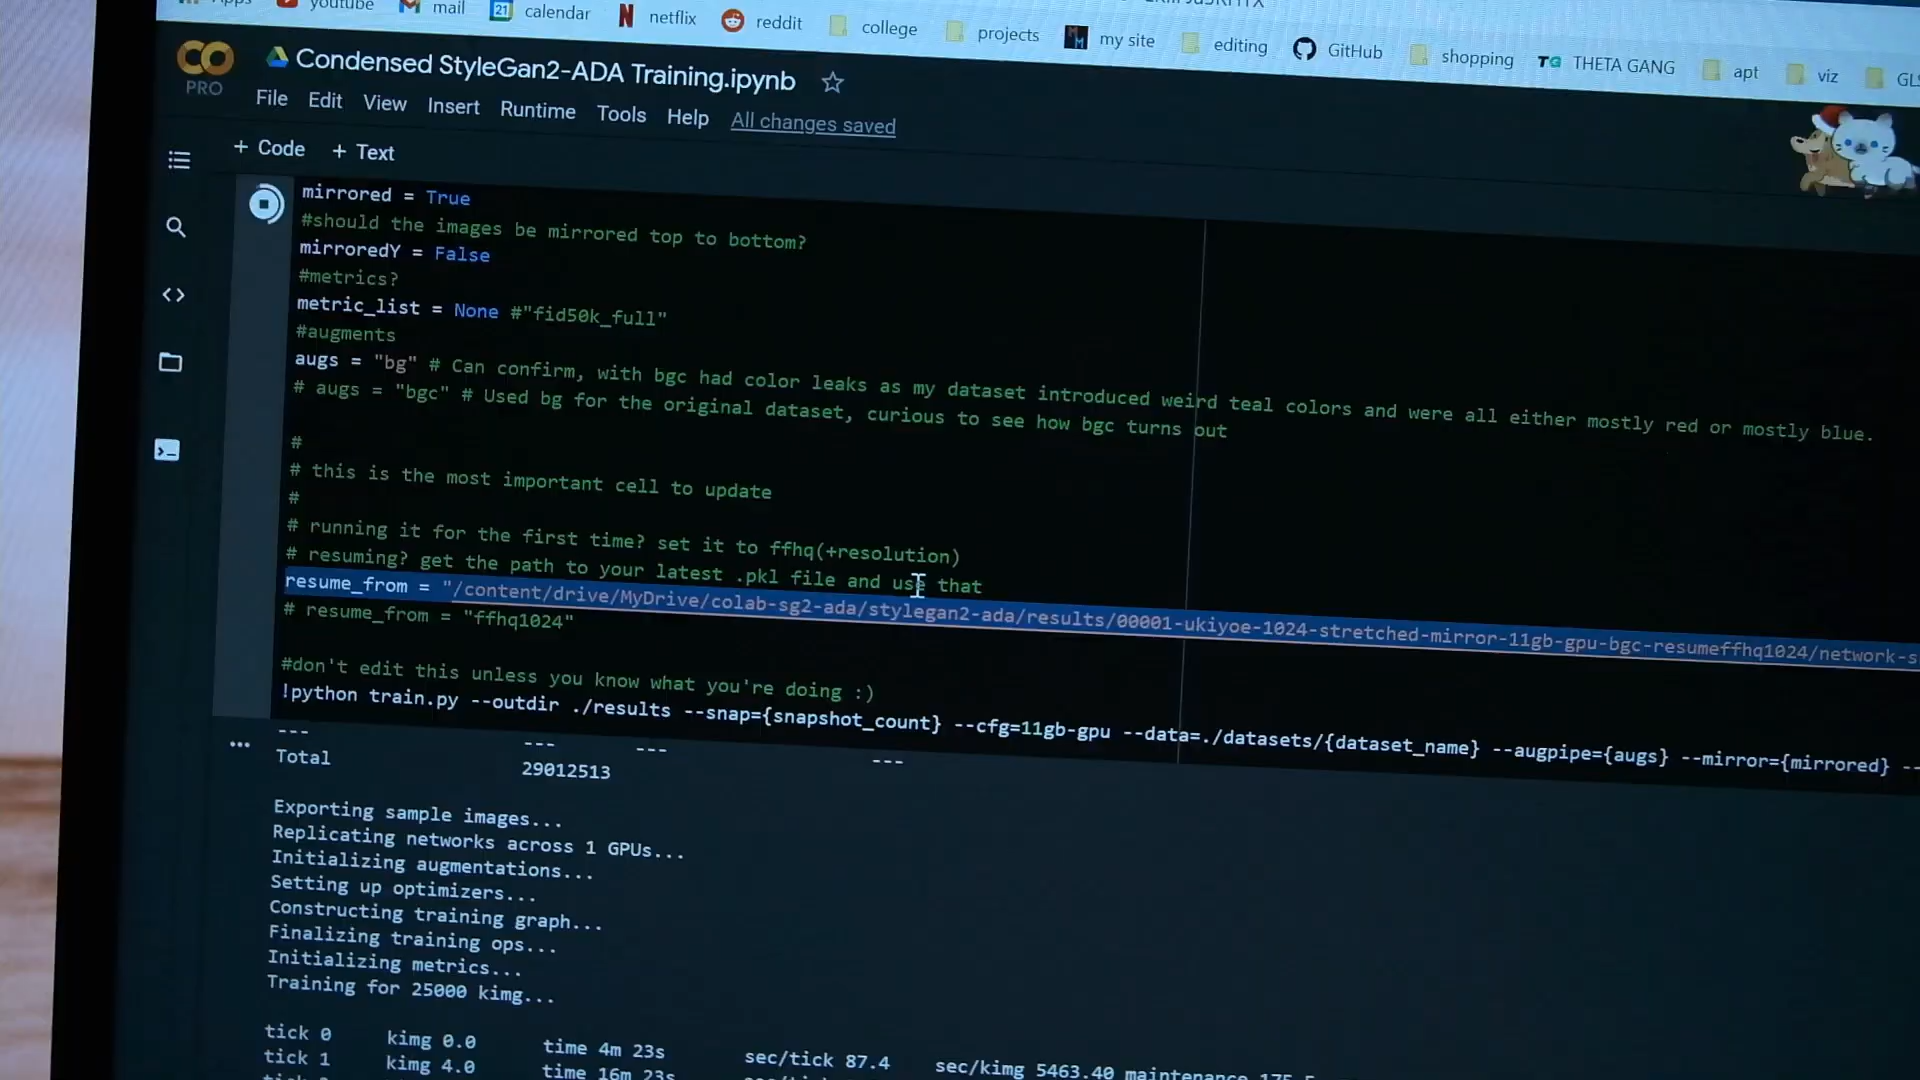 youtube
mail
21
calendar
N
netflix
reddit
college
projects
my site
editing
GitHub
shopping
TG THETA GANG
apt
viz
CO
PRO
Condensed StyleGan2-ADA Training.ipynb
File Edit View Insert Runtime Tools Help All changes saved
+ Code + Text
mirrored = True
#should the images be mirrored top to bottom?
mirroredY = False
#metrics?
metric_list = None #"fid50k_full"
#augments
augs = "bg" # Can confirm, with bgc had color leaks as my dataset introduced weird teal colors and were all either mostly red or mostly blue.
# augs = "bgc" # Used bg for the original dataset, curious to see how bgc turns out
#
# this is the most important cell to update
#
# running it for the first time? set it to ffhq(+resolution)
# resuming? get the path to your latest .pkl file and use that
resume_from = "/content/drive/MyDrive/colab-sg2-ada/stylegan2-ada/results/00001-ukiyoe-1024-stretched-mirror-11gb-gpu-bgc-resumeffhq1024/network-s
# resume_from = "ffhq1024"
#don't edit this unless you know what you're doing :)
!python train.py --outdir ./results --snap={snapshot_count} --cfg=11gb-gpu --data=./datasets/{dataset_name} --augpipe={augs} --mirror={mirrored} --
--- --- --- ---
Total 29012513
Exporting sample images...
Replicating networks across 1 GPUs...
Initializing augmentations...
Setting up optimizers...
Constructing training graph...
Finalizing training ops...
Initializing metrics...
Training for 25000 kimg...
tick 0 kimg 0.0 time 4m 23s sec/tick 87.4 sec/kimg 5463.40 maintenance 175.5
tick 1 kimg 4.0 time 16m 23s